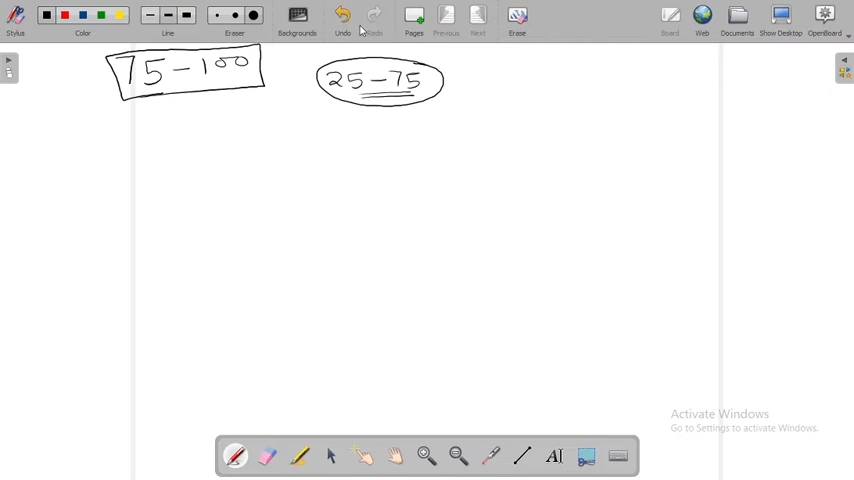 Stylus Color Line Eraser Backgrounds Undo Redo Pages Previous Next Erase Board Web Documents Show Desktop OpenBoard
75-100 25-75
Activate Windows
Go to Settings to activate Windows.